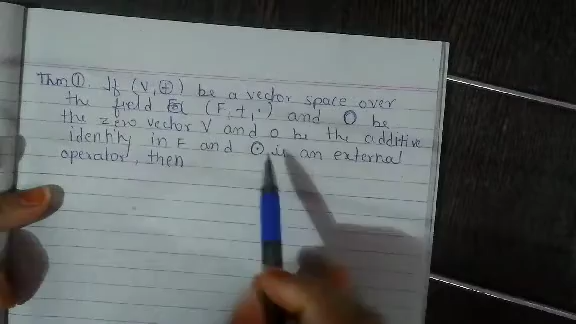 Thm ①. If (V,⊕) be a vector space over
the field (F,+,·) and O be
the zero vector V and o be the additive
identity in F and ⊙ is an external
operator, then